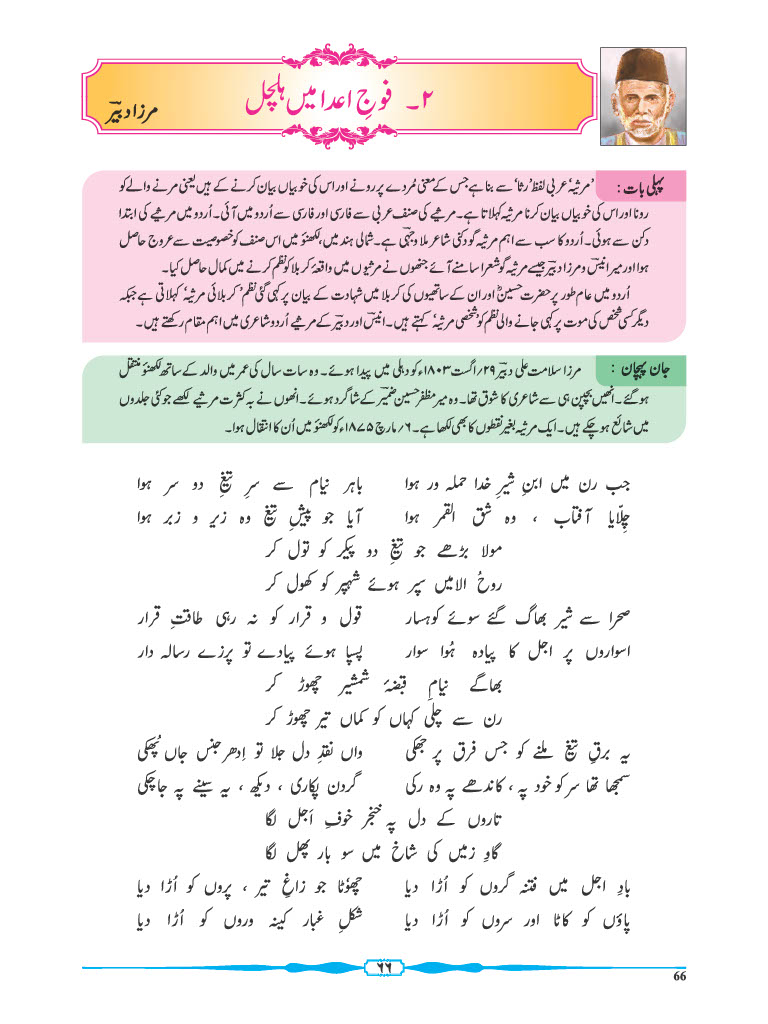 ۲۔ فوجِ اعدا میں ہلچل
مرزا دبیرؔ
پہلی بات : ’مرثیہ‘ عربی لفظ ’رثا‘ سے بنا ہے جس کے معنی مُردے پر رونے اور اس کی خوبیاں بیان کرنے کے ہیں یعنی مرنے والے کو
رونا اور اس کی خوبیاں بیان کرنا مرثیہ کہلاتا ہے۔ مرثیے کی صنف عربی سے فارسی اور فارسی سے اُردو میں آئی۔ اُردو میں مرثیے کی ابتدا
دکن سے ہوئی۔ اُردو کا سب سے اہم مرثیہ گو دکنی شاعر ملا وجہی ہے۔ شمالی ہند میں، لکھنؤ میں اس صنف کو خصوصیت سے عروج حاصل
ہوا اور میر انیسؔ و مرزا دبیرؔ جیسے مرثیہ گو شعرا سامنے آئے جنھوں نے مرثیوں میں واقعۂ کربلا کو نظم کرنے میں کمال حاصل کیا۔
اُردو میں عام طور پر حضرت حسینؓ اور ان کے ساتھیوں کی کربلا میں شہادت کے بیان پر کہی گئی نظم ’کربلائی مرثیہ‘ کہلاتی ہے جبکہ
دیگر کسی شخص کی موت پر کہی جانے والی نظم کو ’شخصی مرثیہ‘ کہتے ہیں۔ انیسؔ اور دبیرؔ کے مرثیے اُردو شاعری میں اہم مقام رکھتے ہیں۔
جان پہچان : مرزا سلامت علی دبیرؔ ۲۹؍ اگست ۱۸۰۳ء کو دہلی میں پیدا ہوئے۔ وہ سات سال کی عمر میں والد کے ساتھ لکھنؤ منتقل
ہو گئے۔ انھیں بچپن ہی سے شاعری کا شوق تھا۔ وہ میر مظفر حسین ضمیرؔ کے شاگرد ہوئے۔ انھوں نے بہ کثرت مرثیے لکھے جو کئی جلدوں
میں شائع ہو چکے ہیں۔ ایک مرثیہ بغیر نقطوں کا بھی لکھا ہے۔ ۶؍ مارچ ۱۸۷۵ء کو لکھنؤ میں اُن کا انتقال ہوا۔
جب رن میں ابنِ شیرِ خدا حملہ ور ہوا باہر نیام سے سرِ تیغِ دو سر ہوا
چِلّایا آفتاب ، وہ شق القمر ہوا آیا جو پیشِ تیغ وہ زیر و زبر ہوا
مولا بڑھے جو تیغِ دو پیکر کو تول کر
روحُ الامیں سپر ہوئے شہپر کو کھول کر
صحرا سے شیر بھاگ گئے سوئے کوہسار قول و قرار کو نہ رہی طاقتِ قرار
اسواروں پر اجل کا پیادہ ہُوا سوار پسپا ہوئے پیادے تو پرزے رسالہ دار
بھاگے نیامِ قبضۂ شمشیر چھوڑ کر
رن سے چلی کہاں کو کماں تیر چھوڑ کر
یہ برقِ تیغ ملنے کو جس فرق پر جھکی واں نقدِ دل جلا تو اِدھر جنس جاں پُھکی
سمجھا تھا سر کو خود پہ ، کاندھے پہ وہ رکی گردن پکاری ، دیکھ ، یہ سینے پہ جاچکی
تاروں کے دل پہ خنجرِ خوفِ اَجل لگا
گاوِ زمیں کی شاخ میں سو بار پھل لگا
بادِ اجل میں فتنہ گروں کو اُڑا دیا چھوٗٹا جو زاغِ تیر ، پروں کو اُڑا دیا
پاؤں کو کاٹا اور سروں کو اُڑا دیا شکلِ غبار کینہ وروں کو اُڑا دیا
۶۶
66